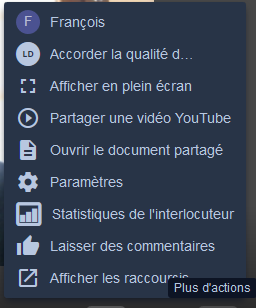 F François
LD Accorder la qualité d...
Afficher en plein écran
Partager une vidéo YouTube
Ouvrir le document partagé
Paramètres
Statistiques de l'interlocuteur
Laisser des commentaires
Afficher les raccourcis
Plus d'actions